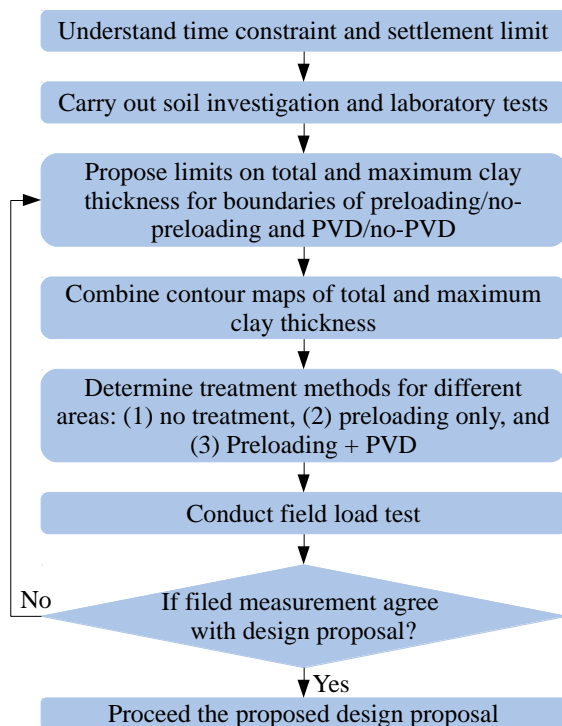 Understand time constraint and settlement limit
Carry out soil investigation and laboratory tests
Propose limits on total and maximum clay
thickness for boundaries of preloading/no-
preloading and PVD/no-PVD
Combine contour maps of total and maximum
clay thickness
Determine treatment methods for different
areas: (1) no treatment, (2) preloading only, and
(3) Preloading + PVD
Conduct field load test
No
If filed measurement agree
with design proposal?
Yes
Proceed the proposed design proposal